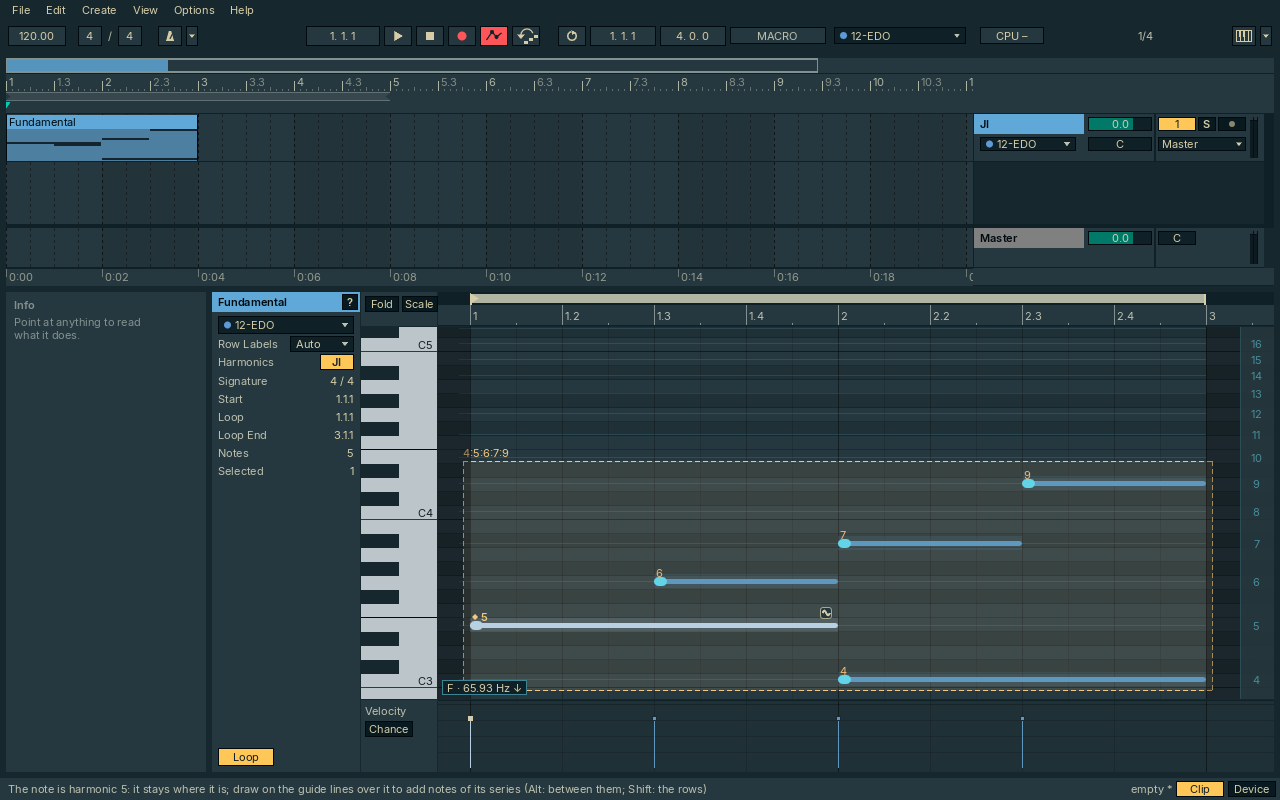 File Edit Create View Options Help
120.00 4 / 4 1. 1. 1 1. 1. 1 4. 0. 0 MACRO 12-EDO CPU – 1/4
1 1.3 2 2.3 3 3.3 4 4.3 5 5.3 6 6.3 7 7.3 8 8.3 9 9.3 10 10.3 1
Fundamental
JI 0.0 1 S
12-EDO C Master
Master 0.0 C
0:00 0:02 0:04 0:06 0:08 0:10 0:12 0:14 0:16 0:18
Info
Point at anything to read
what it does.
Fundamental ?
12-EDO
Row Labels Auto
Harmonics JI
Signature 4 / 4
Start 1.1.1
Loop 1.1.1
Loop End 3.1.1
Notes 5
Selected 1
Loop
Fold Scale
1 1.2 1.3 1.4 2 2.2 2.3 2.4 3
C5
C4
C3
16
15
14
13
12
11
10
9
8
7
6
5
4
4:5:6:7:9
9
7
6
5
4
F · 65.93 Hz ↓
Velocity
Chance
The note is harmonic 5: it stays where it is; draw on the guide lines over it to add notes of its series (Alt: between them; Shift: the rows)
empty * Clip Device